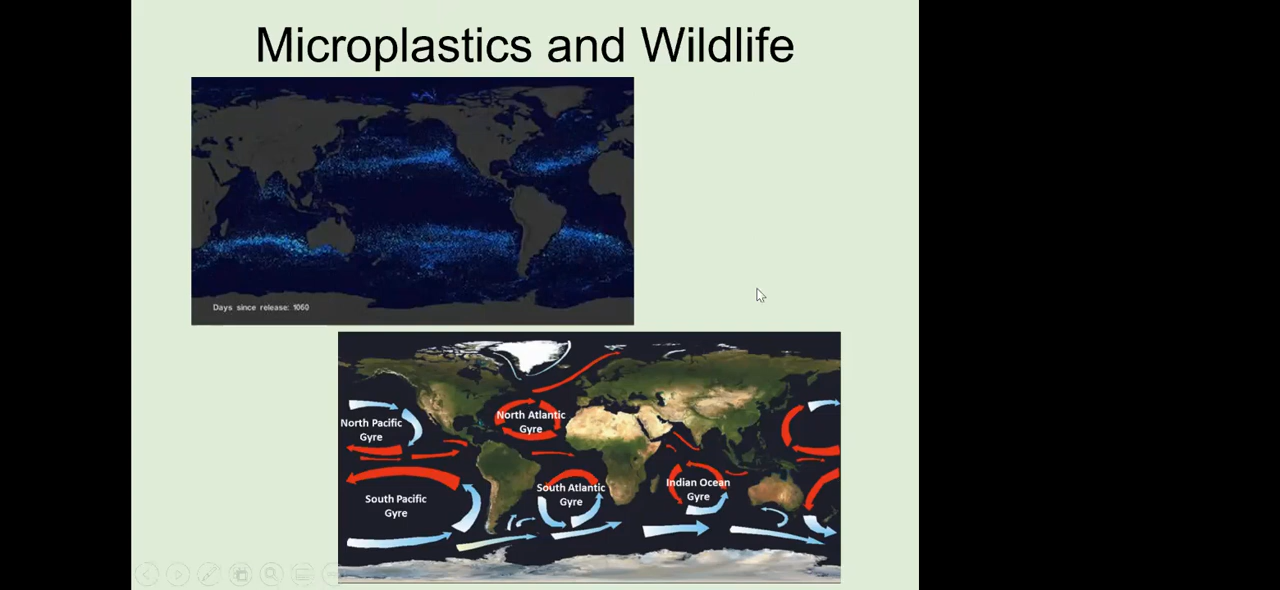 Microplastics and Wildlife
Days since release: 1060
North Atlantic
Gyre
North Pacific
Gyre
South Atlantic
Gyre
Indian Ocean
Gyre
South Pacific
Gyre